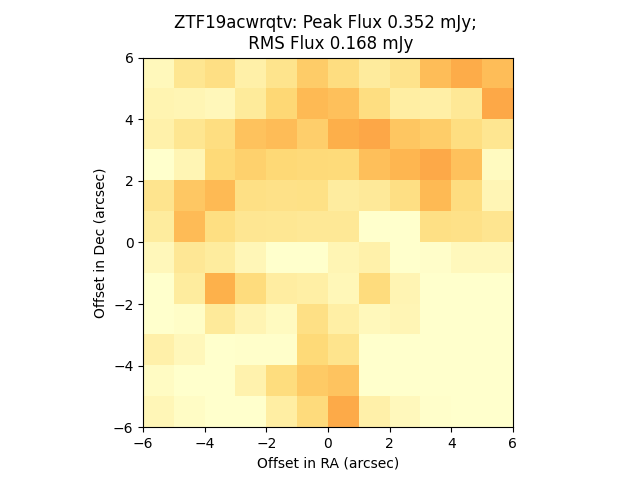 ZTF19acwrqtv: Peak Flux 0.352 mJy;
RMS Flux 0.168 mJy
6
4
2
0
−2
−4
−6
Offset in Dec (arcsec)
−6 −4 −2 0 2 4 6
Offset in RA (arcsec)